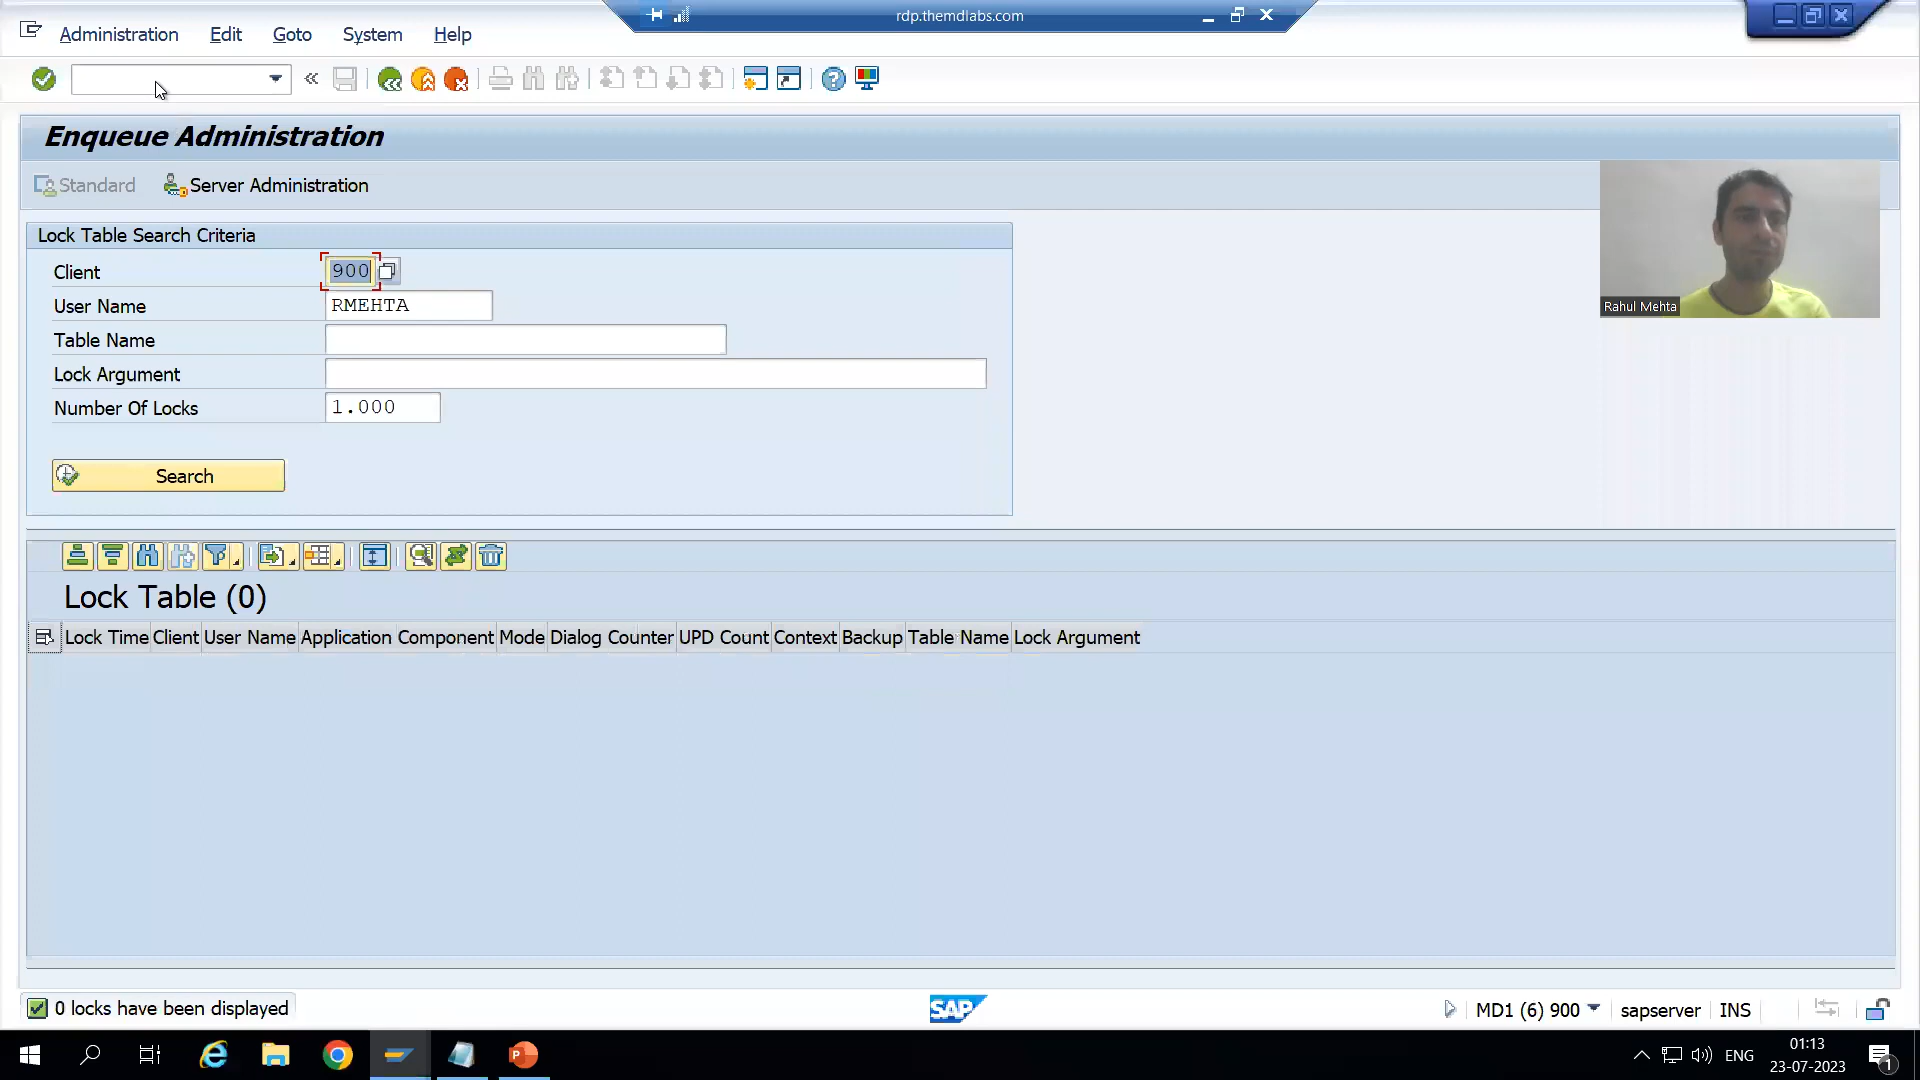 rdp.themdlabs.com
Administration Edit Goto System Help
Enqueue Administration
Standard Server Administration
Lock Table Search Criteria
Client 900
User Name RMEHTA
Table Name
Lock Argument
Number Of Locks 1.000
Search
Rahul Mehta
Lock Table (0)
Lock Time Client User Name Application Component Mode Dialog Counter UPD Count Context Backup Table Name Lock Argument
0 locks have been displayed
SAP
MD1 (6) 900 sapserver INS
ENG
01:13
23-07-2023
1